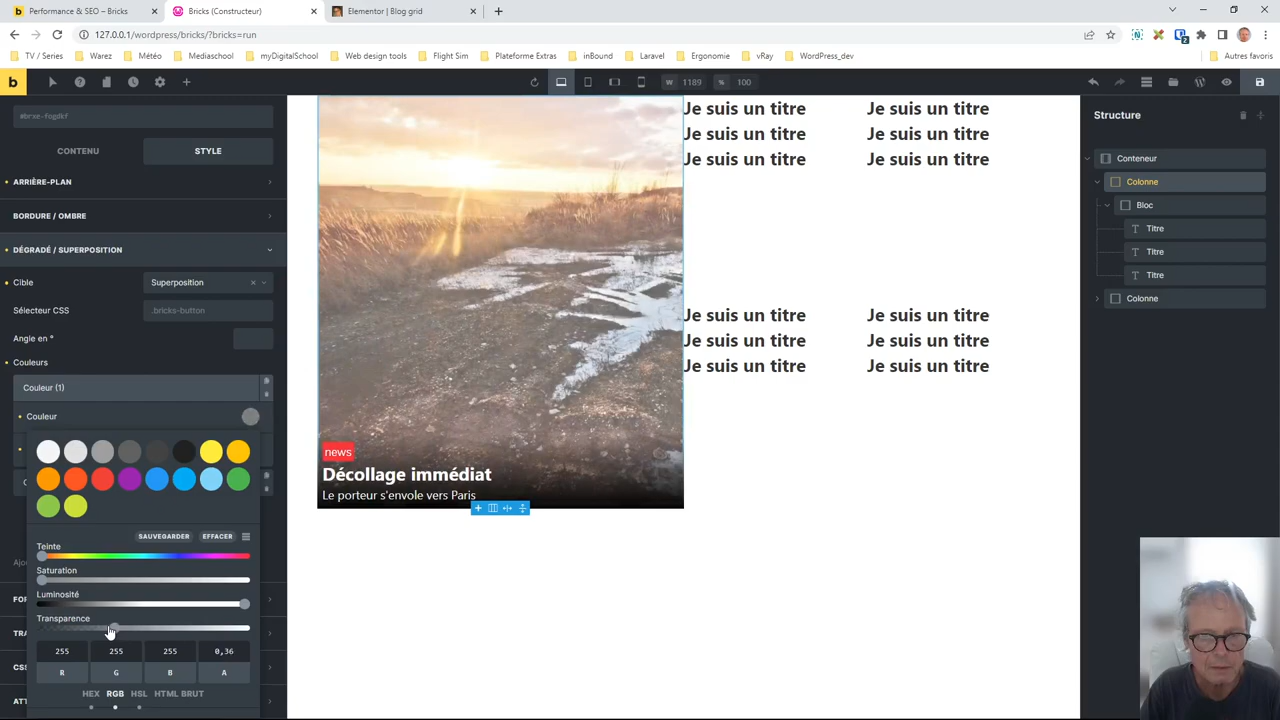 Performance & SEO – Bricks
Bricks (Constructeur)
Elementor | Blog grid
127.0.0.1/wordpress/bricks/?bricks=run
TV / Series
Warez
Météo
Mediaschool
myDigitalSchool
Web design tools
Flight Sim
Plateforme Extras
inBound
Laravel
Ergonomie
vRay
WordPress_dev
Autres favoris
b
W 1189 % 100
#brxe-fogdkf
CONTENU
STYLE
ARRIÈRE-PLAN
BORDURE / OMBRE
DÉGRADÉ / SUPERPOSITION
Cible
Superposition
Sélecteur CSS
.bricks-button
Angle en °
Couleurs
Couleur (1)
Couleur
SAUVEGARDER
EFFACER
Teinte
Saturation
Luminosité
Transparence
255 255 255 0,36
R G B A
HEX RGB HSL HTML BRUT
Ajou
FOR
TRA
CSS
ATT
news
Décollage immédiat
Le porteur s'envole vers Paris
Je suis un titre
Je suis un titre
Je suis un titre
Je suis un titre
Je suis un titre
Je suis un titre
Je suis un titre
Je suis un titre
Je suis un titre
Je suis un titre
Je suis un titre
Je suis un titre
Structure
Conteneur
Colonne
Bloc
Titre
Titre
Titre
Colonne